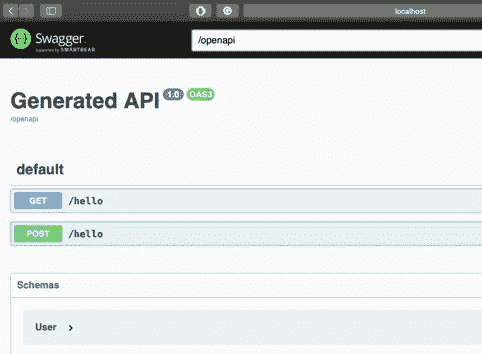 localhost
Swagger
supported by SMARTBEAR
/openapi
Generated API 1.0 OAS3
/openapi
default
GET /hello
POST /hello
Schemas
User